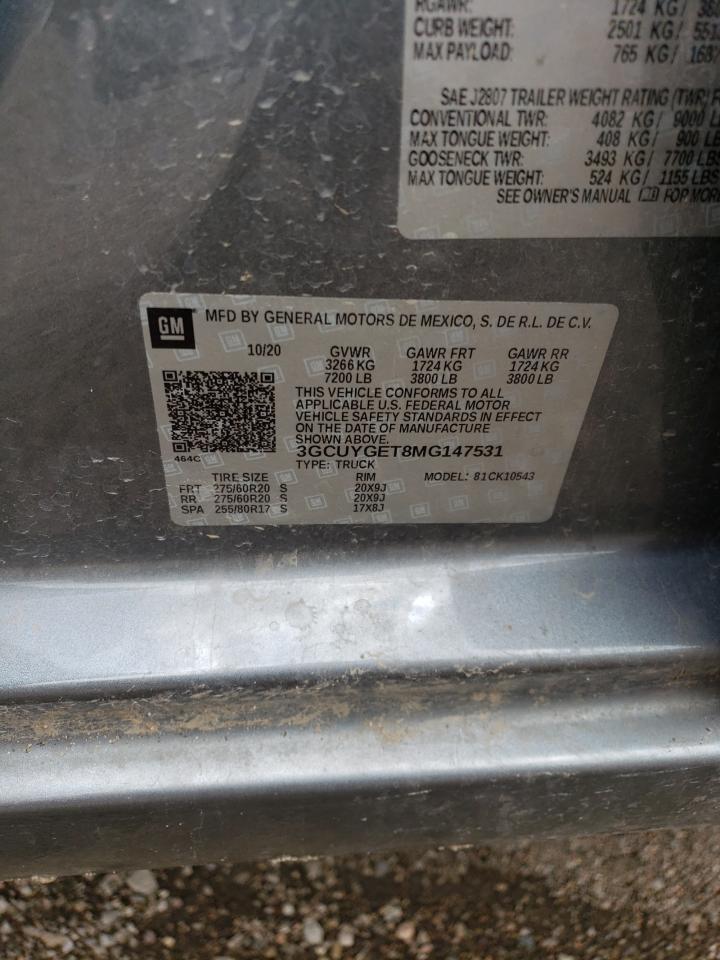 RGAWR: 1724 KG/
CURB WEIGHT: 2501 KG/
MAX PAYLOAD: 765 KG/
SAE J2807 TRAILER WEIGHT RATING (TWR)
CONVENTIONAL TWR: 4082 KG/ 9000
MAX TONGUE WEIGHT: 408 KG/ 900 LB
GOOSENECK TWR: 3493 KG/ 7700 LBS
MAX TONGUE WEIGHT: 524 KG/ 1155 LBS
SEE OWNER'S MANUAL FOR MORE
GM MFD BY GENERAL MOTORS DE MEXICO, S. DE R.L. DE C.V.
10/20 GVWR GAWR FRT GAWR RR
3266 KG 1724 KG 1724 KG
7200 LB 3800 LB 3800 LB
THIS VEHICLE CONFORMS TO ALL
APPLICABLE U.S. FEDERAL MOTOR
VEHICLE SAFETY STANDARDS IN EFFECT
ON THE DATE OF MANUFACTURE
SHOWN ABOVE.
464C 3GCUYGET8MG147531
TYPE: TRUCK MODEL: 81CK10543
TIRE SIZE RIM
FRT 275/60R20 S 20X9J
RR 275/60R20 S 20X9J
SPA 255/80R17 S 17X8J